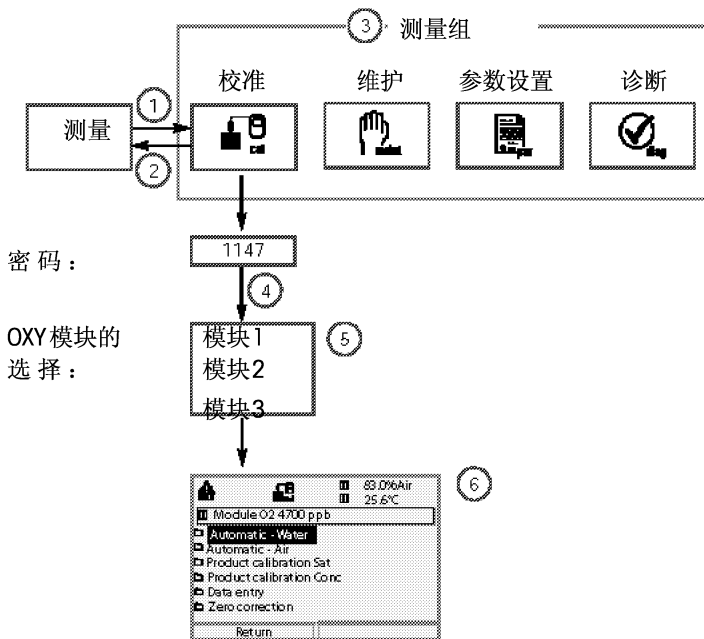 3 测量组
校准 维护 参数设置 诊断
测量 1 cal maint par diag
2
密码: 1147
4
OXY模块的 模块1 5
选择: 模块2
模块3
83.0%Air 6
25.6°C
Module O2 4700 ppb
Automatic - Water
Automatic - Air
Product calibration Sat
Product calibration Conc
Data entry
Zero correction
Return